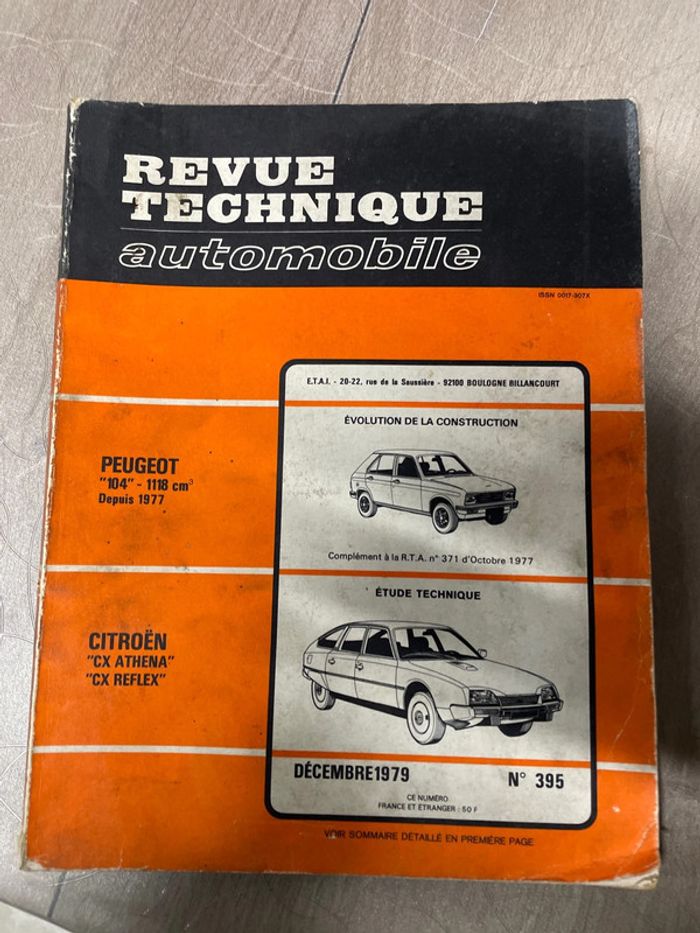 REVUE
TECHNIQUE
automobile
ISSN 0017-307X
E.T.A.I. - 20-22, rue de la Saussière - 92100 BOULOGNE BILLANCOURT
ÉVOLUTION DE LA CONSTRUCTION
PEUGEOT
"104" - 1118 cm³
Depuis 1977
Complément à la R.T.A. n° 371 d'Octobre 1977
ÉTUDE TECHNIQUE
CITROËN
"CX ATHENA"
"CX REFLEX"
DÉCEMBRE1979 N° 395
CE NUMÉRO
FRANCE ET ÉTRANGER : 50 F
VOIR SOMMAIRE DÉTAILLÉ EN PREMIÈRE PAGE